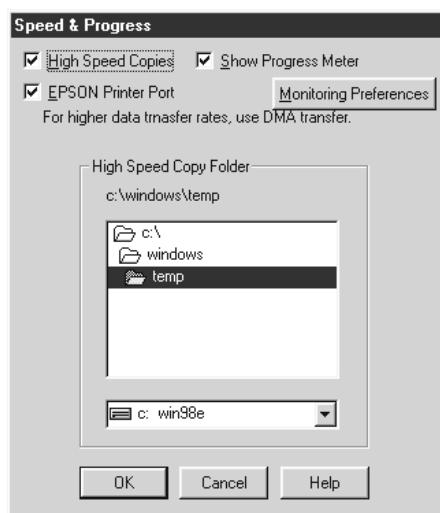 Speed & Progress
High Speed Copies Show Progress Meter
EPSON Printer Port Monitoring Preferences
For higher data trnasfer rates, use DMA transfer.
High Speed Copy Folder
c:\windows\temp
c:\
windows
temp
c: win98e
OK Cancel Help